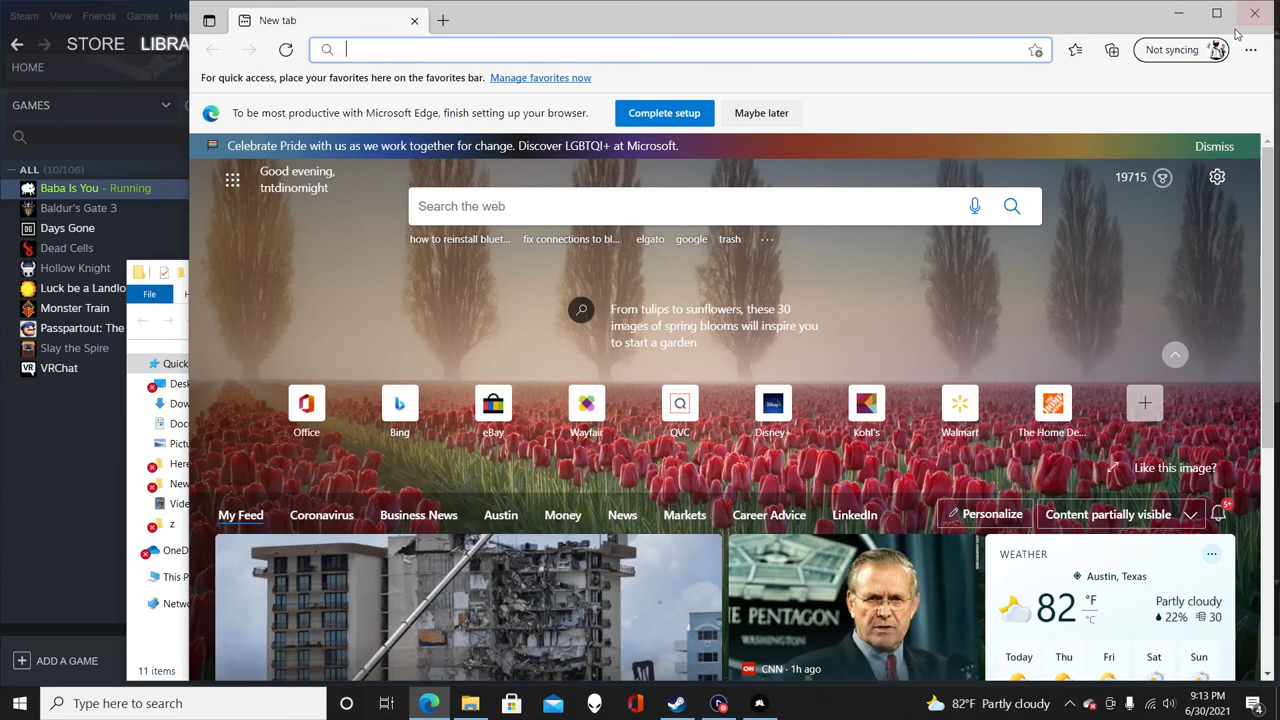 Steam View Friends Games Help
STORE LIBRA
HOME
GAMES
ALL (10/106)
Baba Is You - Running
Baldur's Gate 3
Days Gone
Dead Cells
Hollow Knight
Luck be a Landlo
Monster Train
Passpartout: The
Slay the Spire
VRChat
ADD A GAME
File
Quick
Desk
Dow
Doc
Pictu
Here
New
Vide
z
OneD
This P
Netwo
11 items
New tab
Not syncing
For quick access, place your favorites here on the favorites bar. Manage favorites now
To be most productive with Microsoft Edge, finish setting up your browser. Complete setup Maybe later
Celebrate Pride with us as we work together for change. Discover LGBTQI+ at Microsoft. Dismiss
Good evening,
tntdinomight
19715
Search the web
how to reinstall bluet... fix connections to bl... elgato google trash ...
From tulips to sunflowers, these 30
images of spring blooms will inspire you
to start a garden
Office Bing eBay Wayfair QVC Disney+ Kohl's Walmart The Home De...
Like this image?
My Feed Coronavirus Business News Austin Money News Markets Career Advice LinkedIn Personalize Content partially visible 5+
THE PENTAGON
WASHINGTON
CNN · 1h ago
WEATHER
Austin, Texas
82 °F
°C
Partly cloudy
22% 30
Today Thu Fri Sat Sun
Type here to search
82°F Partly cloudy
9:13 PM
6/30/2021
4